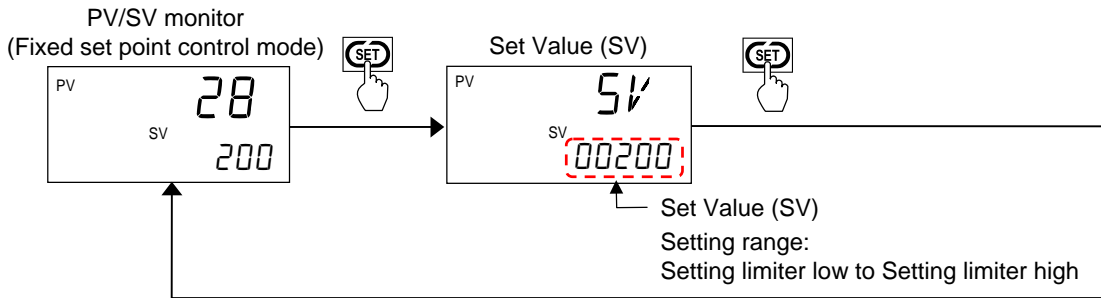 PV/SV monitor
(Fixed set point control mode)
SET
Set Value (SV)
SET
PV
28
SV
200
PV
SV
SV
00200
Set Value (SV)
Setting range:
Setting limiter low to Setting limiter high